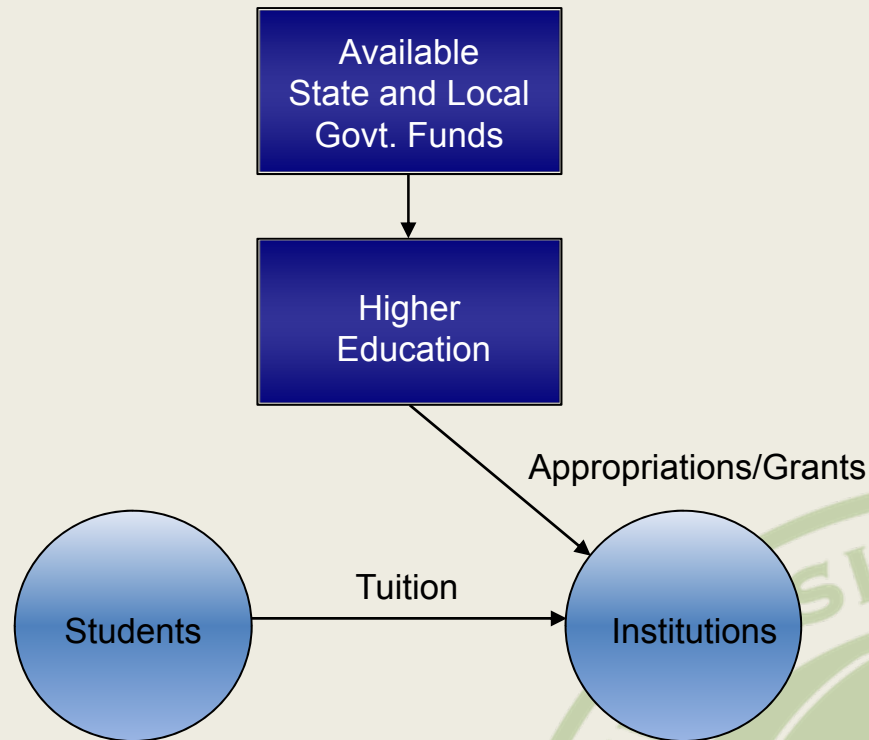 Available
State and Local
Govt. Funds
Higher
Education
Appropriations/Grants
Tuition
Students
Institutions